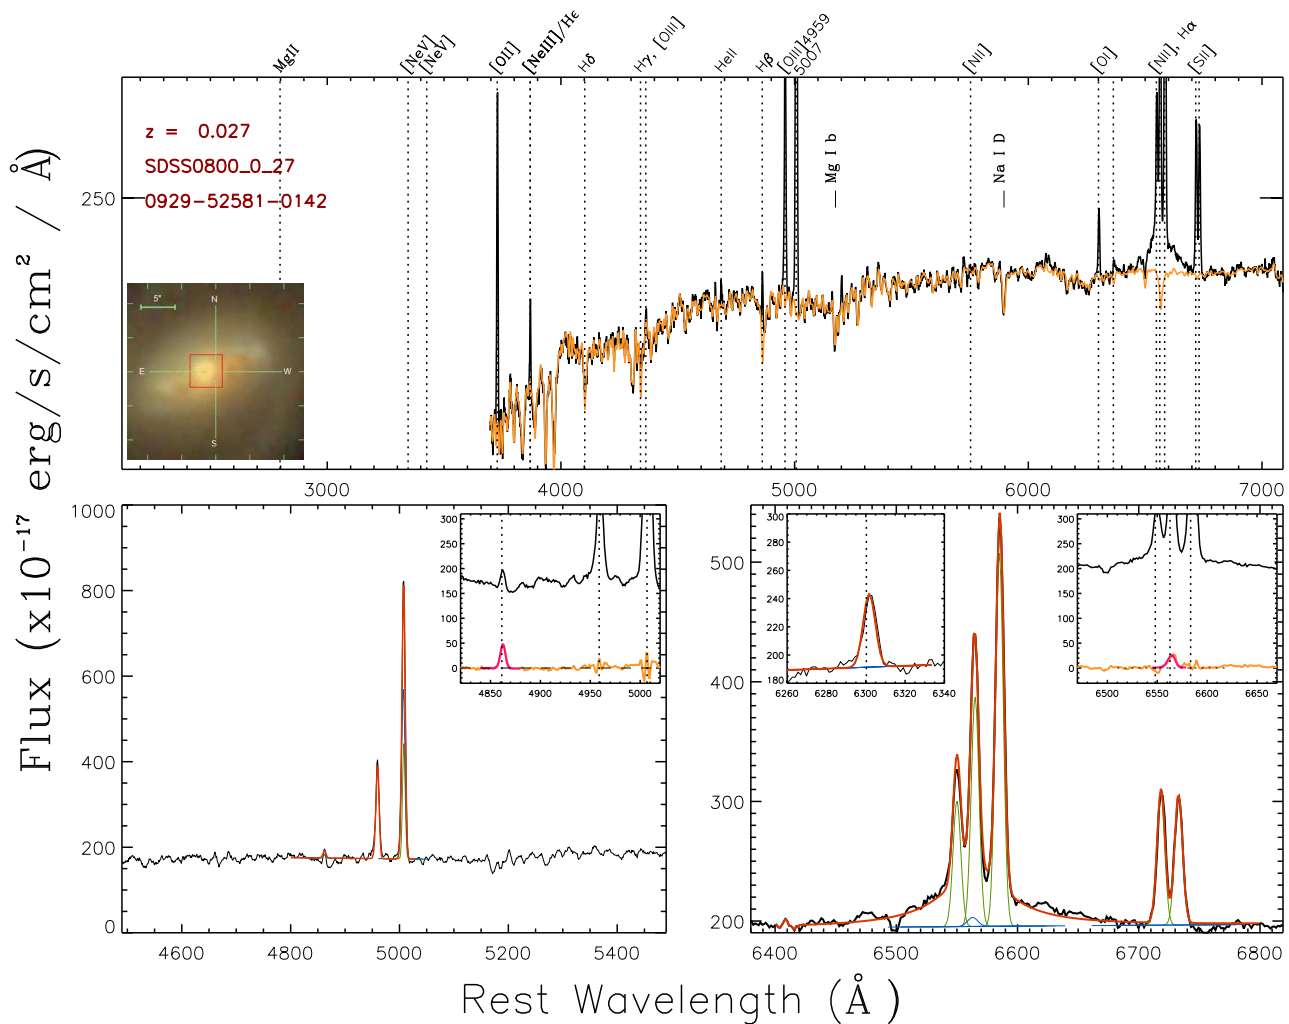 MgII [NeV] [NeV] [OII] [NeIII]/Hϵ Hδ Hγ, [OIII] HeII Hβ [OIII]4959 5007 [NII] [OI] [NII], Hα [SII]
z = 0.027
SDSS0800_0_27
0929-52581-0142
Mg I b
Na I D
250
5"
N
E
W
S
3000 4000 5000 6000 7000
Flux (x10⁻¹⁷ erg/s/cm² / Å)
1000
800
600
400
200
0
4600 4800 5000 5200 5400
300
250
200
150
100
50
0
4850 4900 4950 5000
500
400
300
200
6400 6500 6600 6700 6800
300
280
260
240
220
200
180
6260 6280 6300 6320 6340
300
250
200
150
100
50
0
6500 6550 6600 6650
Rest Wavelength (Å)